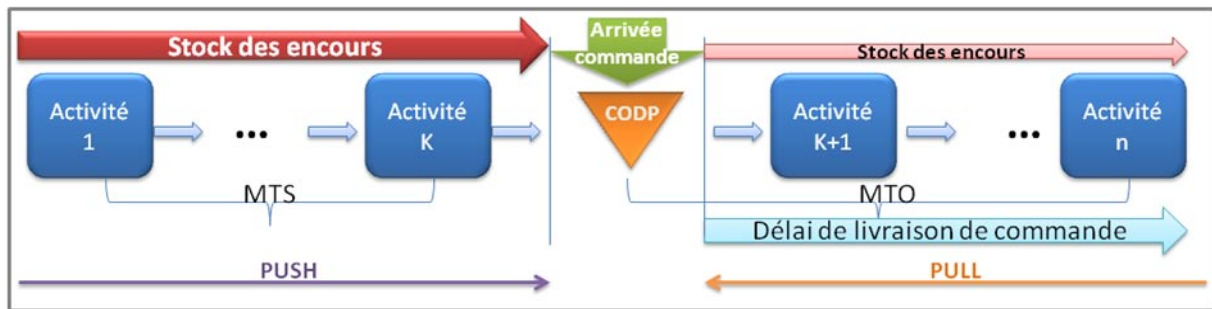 Stock des encours
Arrivée
commande
Stock des encours
Activité
1
...
Activité
K
CODP
Activité
K+1
...
Activité
n
MTS
MTO
Délai de livraison de commande
PUSH
PULL